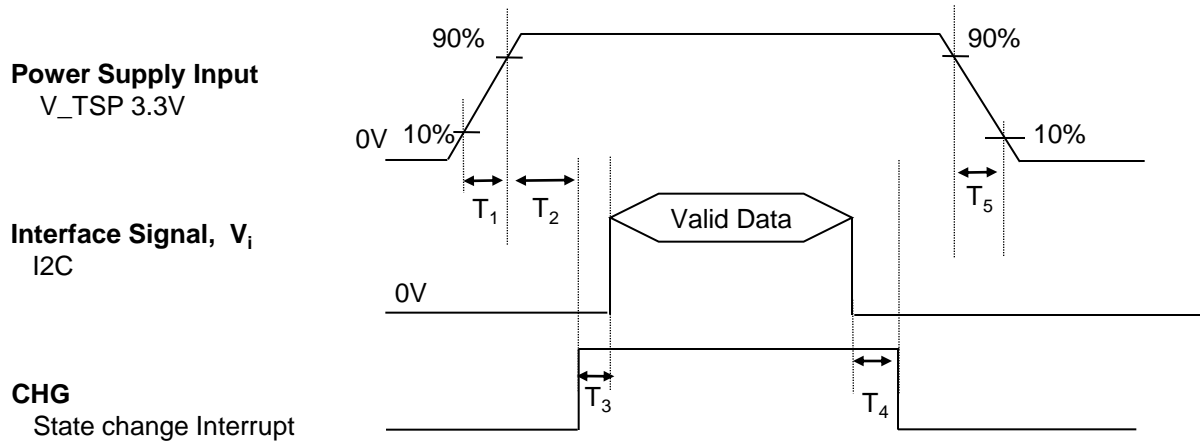 90%
90%
Power Supply Input
V_TSP 3.3V
0V
10%
10%
T1
T2
T5
Valid Data
Interface Signal, Vi
I2C
0V
CHG
T3
T4
State change Interrupt